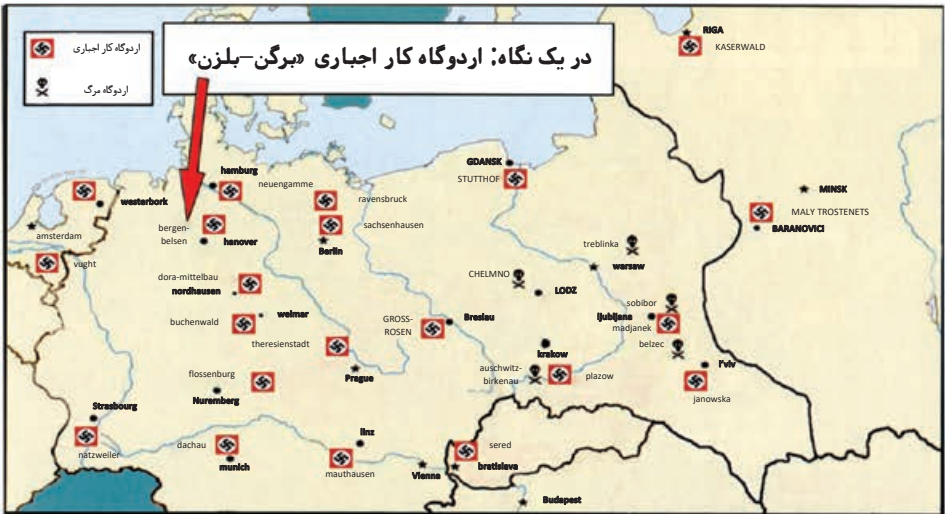 اردوگاه کار اجباری
اردوگاه مرگ
در یک نگاه: اردوگاه کار اجباری «برگن–بلزن»
RIGA
KASERWALD
hamburg
neuengamme
GDANSK
STUTTHOF
westerbork
ravensbruck
MINSK
MALY TROSTENETS
BARANOVICI
amsterdam
bergen-
belsen
hanover
sachsenhausen
Berlin
treblinka
vught
warsaw
dora-mittelbau
nordhausen
CHELMNO
LODZ
sobibor
ljubljana
madjanek
buchenwald
weimar
GROSS-
ROSEN
Breslau
theresienstadt
belzec
krakow
l'viv
flossenburg
Nuremberg
Prague
auschwitz-
birkenau
plazow
janowska
Strasbourg
natzweiler
dachau
munich
linz
mauthausen
sered
Vienna
bratislava
Budapest